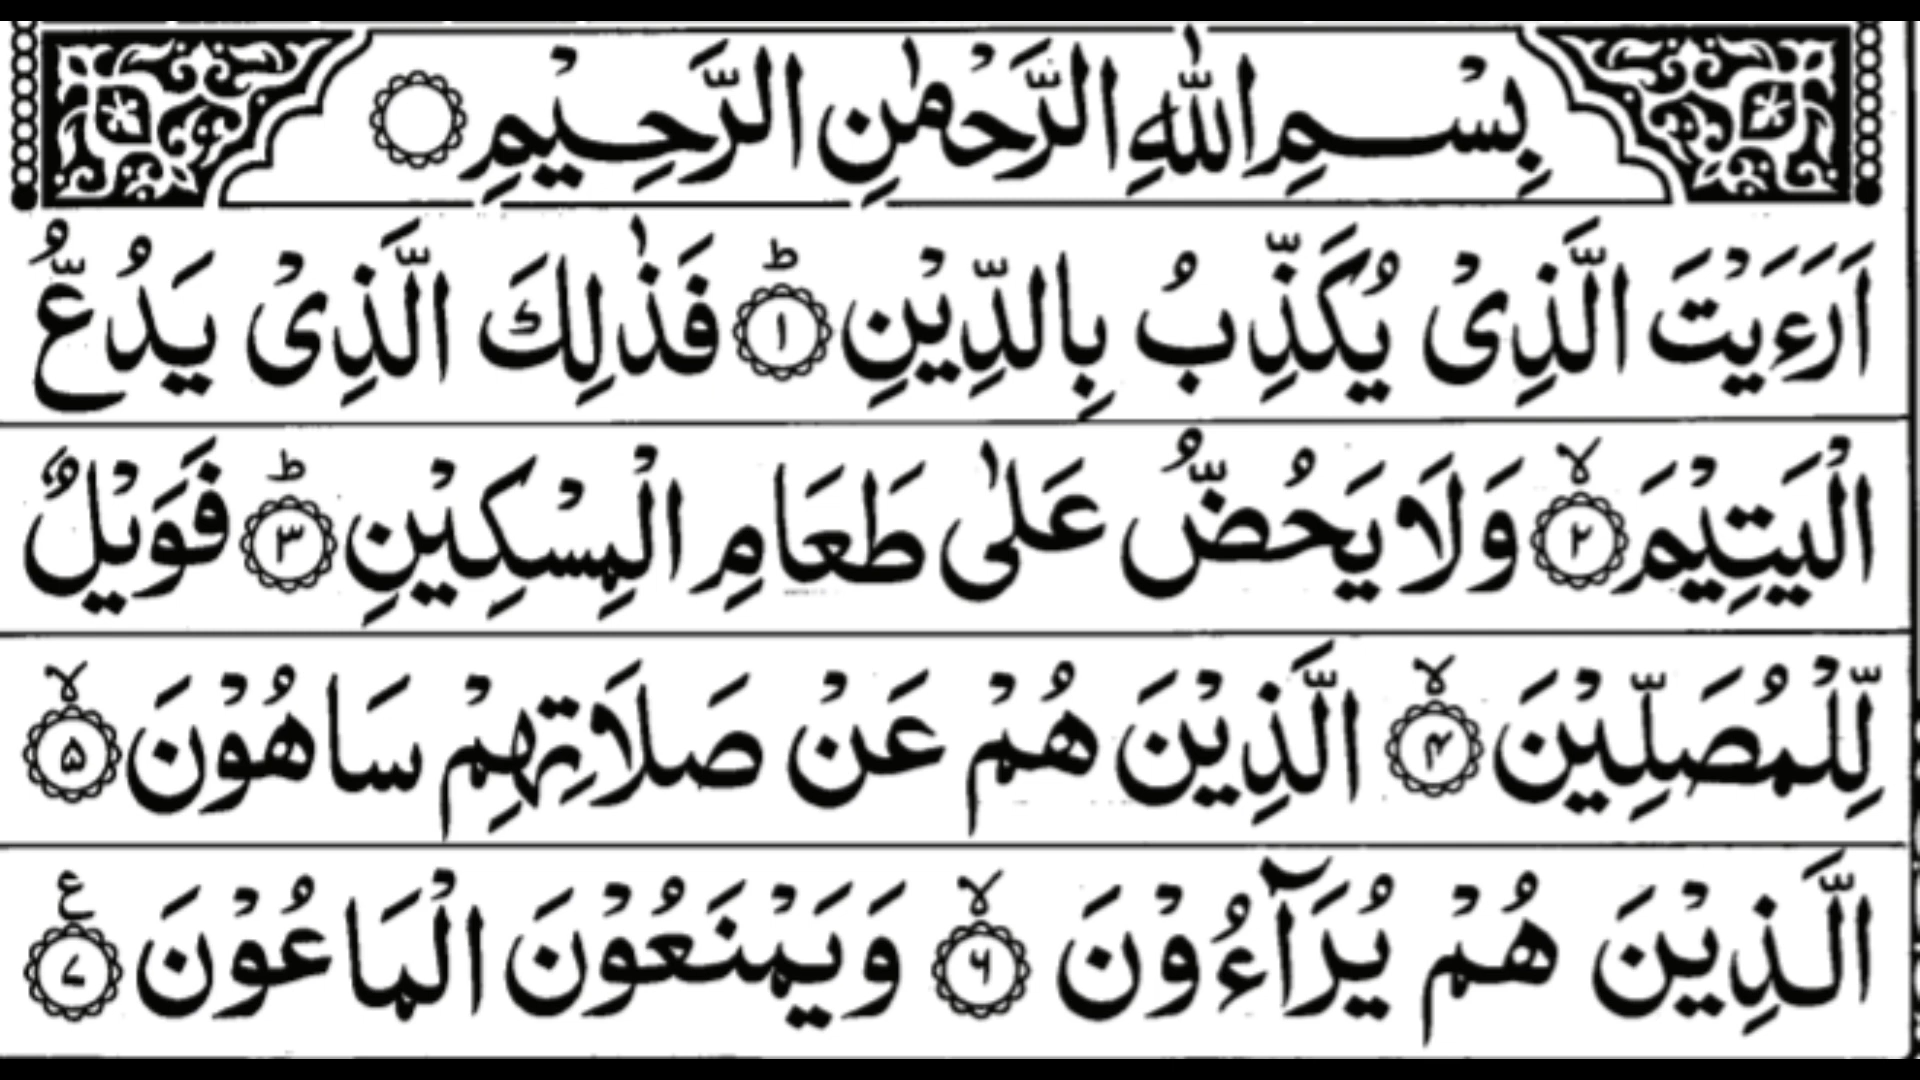 بِسْمِ اللّٰهِ الرَّحْمٰنِ الرَّحِيْمِ
اَرَءَيْتَ الَّذِىْ يُكَذِّبُ بِالدِّيْنِؕ ۱ فَذٰلِكَ الَّذِىْ يَدُعُّ
الْيَتِيْمَۙ ۲ وَلَا يَحُضُّ عَلٰى طَعَامِ الْمِسْكِيْنِؕ ۳ فَوَيْلٌ
لِّلْمُصَلِّيْنَۙ ۴ الَّذِيْنَ هُمْ عَنْ صَلَاتِهِمْ سَاهُوْنَۙ ۵
الَّذِيْنَ هُمْ يُرَآءُوْنَۙ ۶ وَيَمْنَعُوْنَ الْمَاعُوْنَ ۷ ع